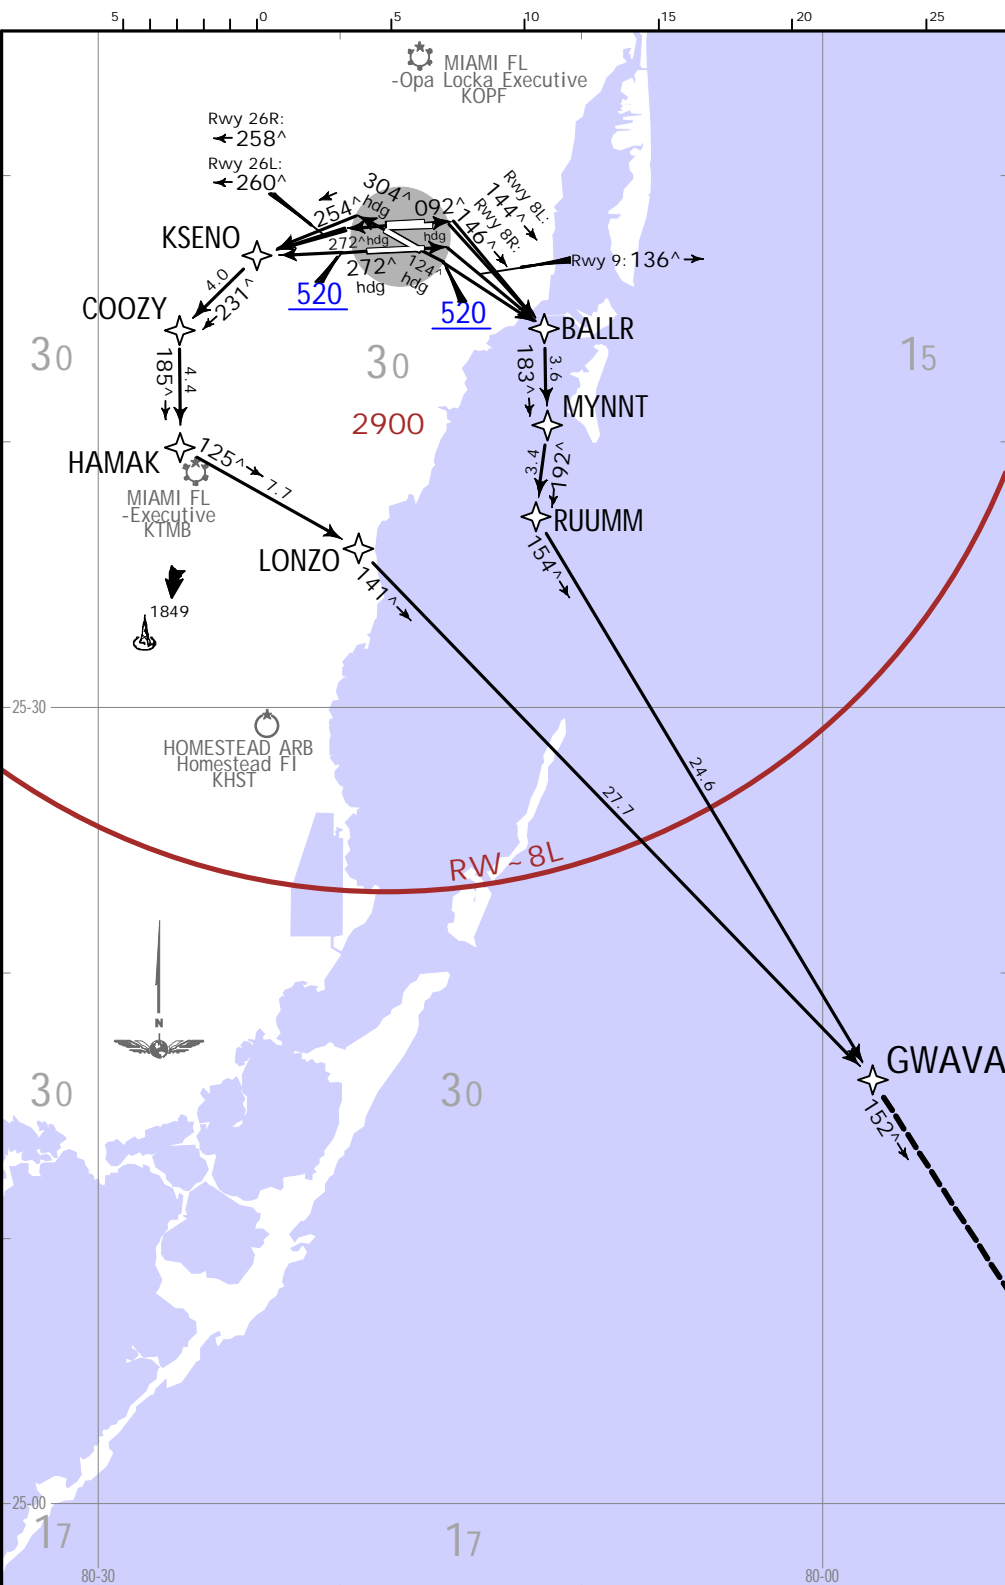 5 0 5 10 15 20 25
MIAMI FL
-Opa Locka Executive
KOPF
Rwy 26R:
258^
Rwy 26L:
260^
304^
hdg
254^
092^
hdg
Rwy 8L:
144^
Rwy 8R:
146^
KSENO
272^hdg
272^
hdg
124^
hdg
Rwy 9: 136^
520
520
4.0
231^
COOZY
BALLR
30
30
15
185^
4.4
183^
3.6
MYNNT
2900
HAMAK
125^
7.7
3.4
192^
MIAMI FL
-Executive
KTMB
RUUMM
LONZO
154^
141^
1849
25-30
HOMESTEAD ARB
Homestead Fl
KHST
24.6
27.7
RW~8L
N
GWAVA
30
30
152^
25-00
17
17
80-30
80-00